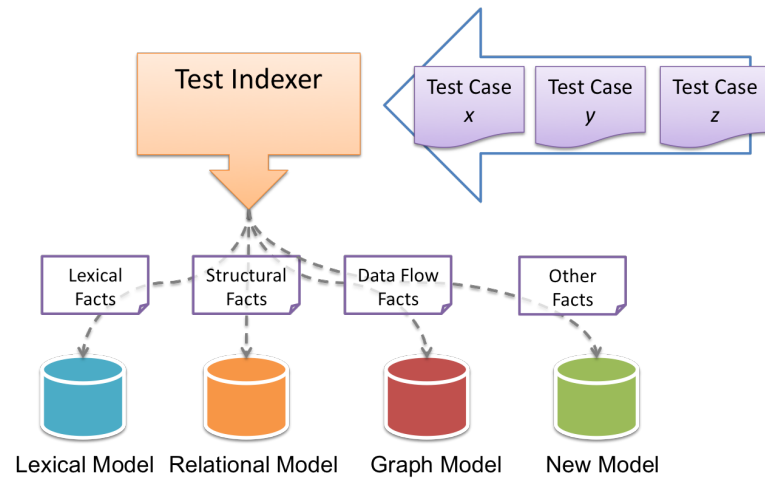 Test Indexer
Test Case
x
Test Case
y
Test Case
z
Lexical
Facts
Structural
Facts
Data Flow
Facts
Other
Facts
Lexical Model
Relational Model
Graph Model
New Model